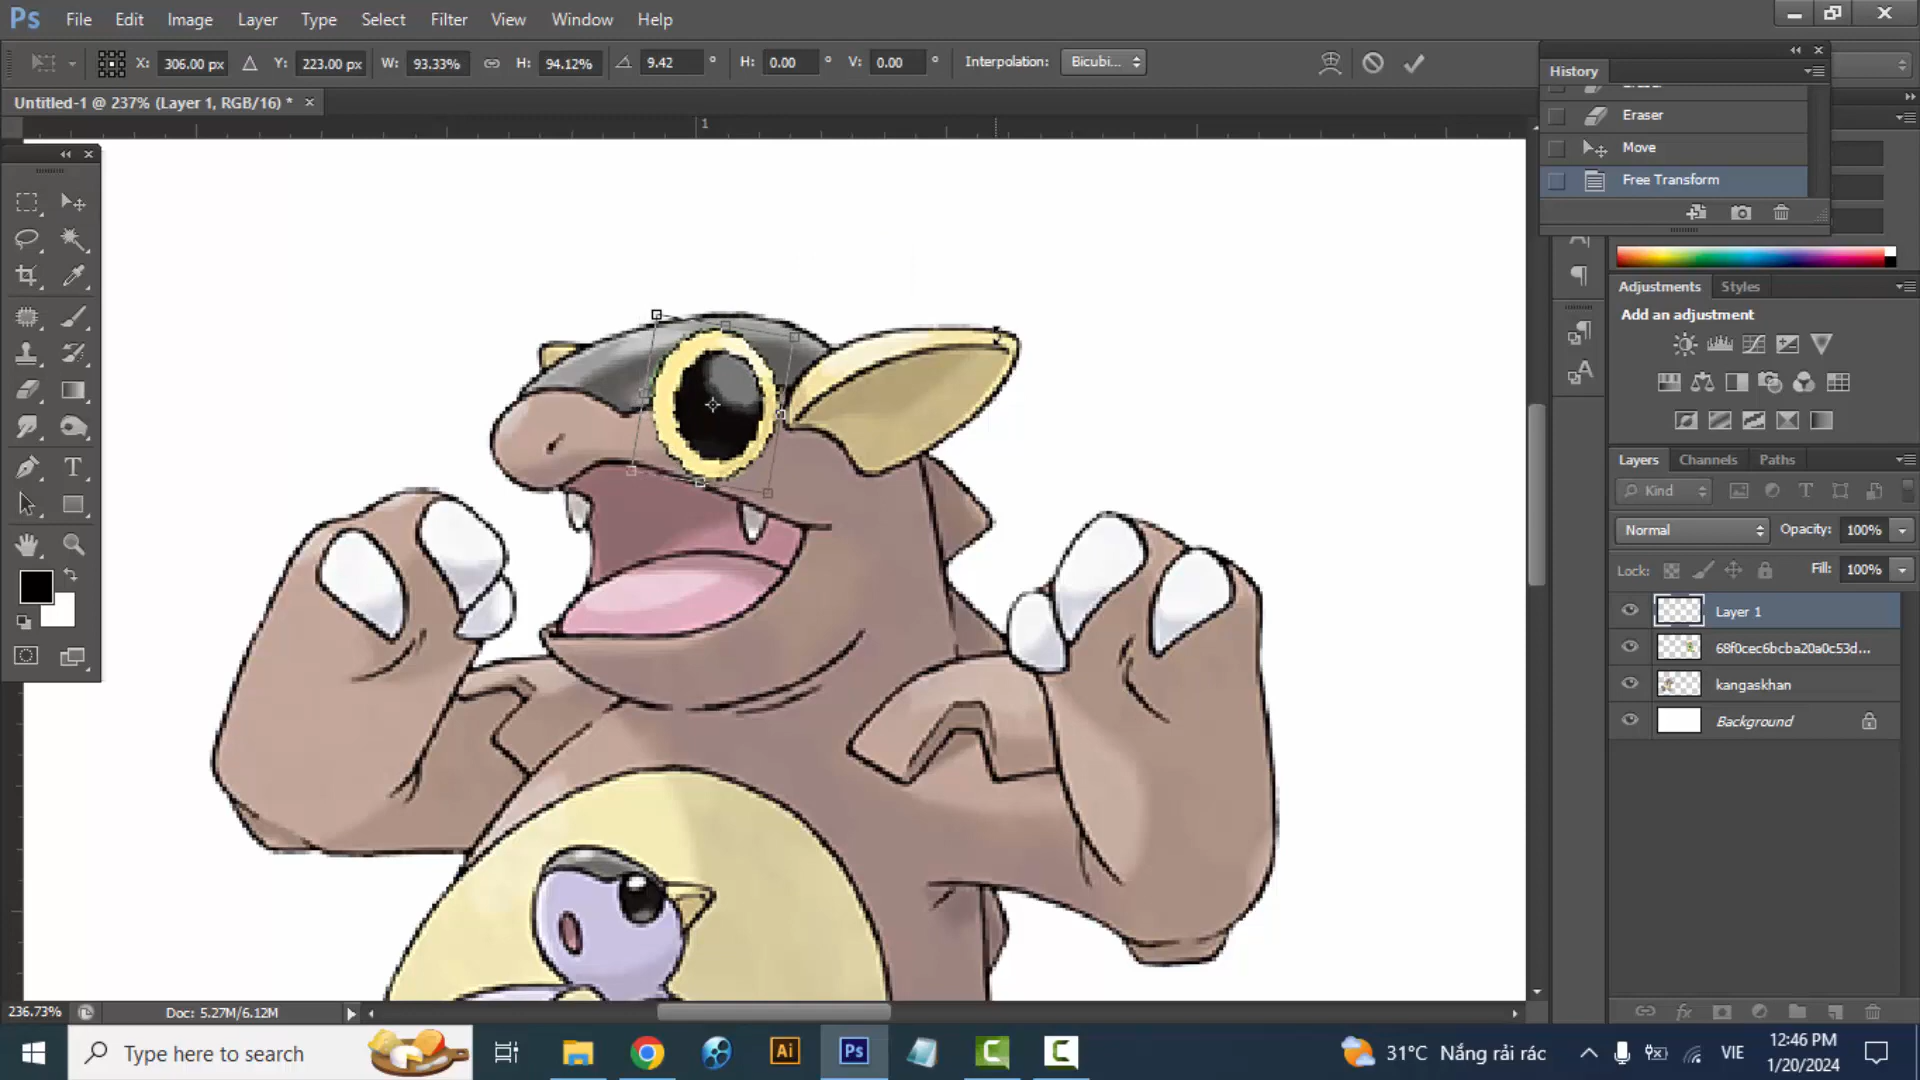 Ps File Edit Image Layer Type Select Filter View Window Help
X: 306.00 px Y: 223.00 px W: 93.33% H: 94.12% 9.42 ° H: 0.00 ° V: 0.00 ° Interpolation: Bicubi...
History
Untitled-1 @ 237% (Layer 1, RGB/16) * ×
1
Eraser
Move
Free Transform
Adjustments Styles
Add an adjustment
Layers Channels Paths
Kind
Normal Opacity: 100%
Lock: Fill: 100%
Layer 1
68f0cec6bcba20a0c53d...
kangaskhan
Background
236.73% Doc: 5.27M/6.12M
Type here to search
Ai
Ps
31°C Nắng rải rác
VIE
12:46 PM
1/20/2024